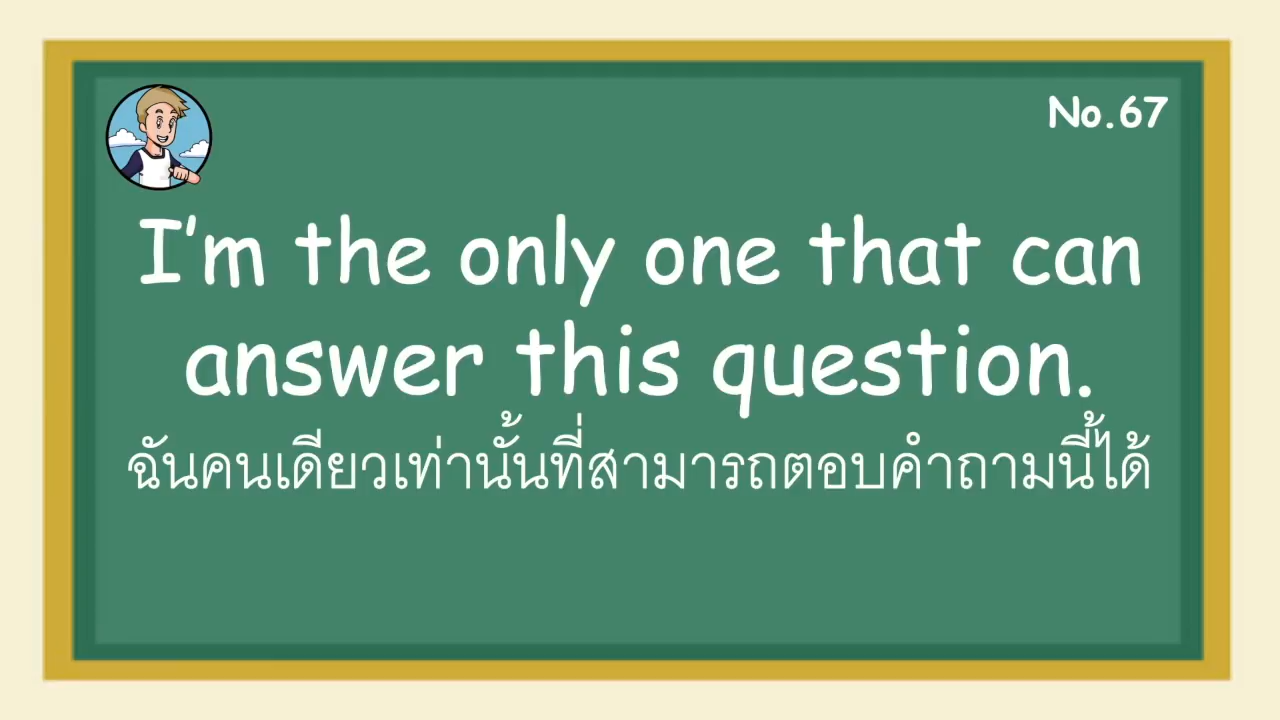 No.67
I'm the only one that can
answer this question.
ฉันคนเดียวเท่านั้นที่สามารถตอบคำถามนี้ได้